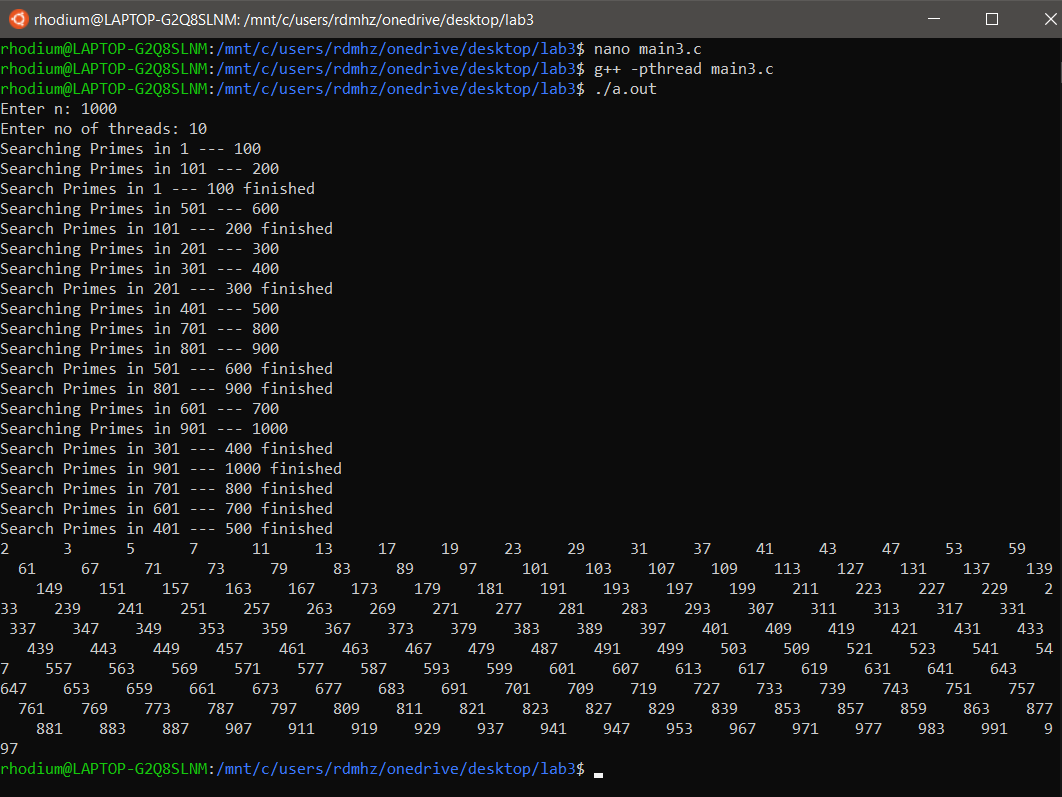 rhodium@LAPTOP-G2Q8SLNM: /mnt/c/users/rdmhz/onedrive/desktop/lab3
rhodium@LAPTOP-G2Q8SLNM:/mnt/c/users/rdmhz/onedrive/desktop/lab3$ nano main3.c
rhodium@LAPTOP-G2Q8SLNM:/mnt/c/users/rdmhz/onedrive/desktop/lab3$ g++ -pthread main3.c
rhodium@LAPTOP-G2Q8SLNM:/mnt/c/users/rdmhz/onedrive/desktop/lab3$ ./a.out
Enter n: 1000
Enter no of threads: 10
Searching Primes in 1 --- 100
Searching Primes in 101 --- 200
Search Primes in 1 --- 100 finished
Searching Primes in 501 --- 600
Search Primes in 101 --- 200 finished
Searching Primes in 201 --- 300
Searching Primes in 301 --- 400
Search Primes in 201 --- 300 finished
Searching Primes in 401 --- 500
Searching Primes in 701 --- 800
Searching Primes in 801 --- 900
Search Primes in 501 --- 600 finished
Search Primes in 801 --- 900 finished
Searching Primes in 601 --- 700
Searching Primes in 901 --- 1000
Search Primes in 301 --- 400 finished
Search Primes in 901 --- 1000 finished
Search Primes in 701 --- 800 finished
Search Primes in 601 --- 700 finished
Search Primes in 401 --- 500 finished
2 3 5 7 11 13 17 19 23 29 31 37 41 43 47 53 59
61 67 71 73 79 83 89 97 101 103 107 109 113 127 131 137 139
149 151 157 163 167 173 179 181 191 193 197 199 211 223 227 229 2
33 239 241 251 257 263 269 271 277 281 283 293 307 311 313 317 331
337 347 349 353 359 367 373 379 383 389 397 401 409 419 421 431 433
439 443 449 457 461 463 467 479 487 491 499 503 509 521 523 541 54
7 557 563 569 571 577 587 593 599 601 607 613 617 619 631 641 643
647 653 659 661 673 677 683 691 701 709 719 727 733 739 743 751 757
761 769 773 787 797 809 811 821 823 827 829 839 853 857 859 863 877
881 883 887 907 911 919 929 937 941 947 953 967 971 977 983 991 9
97
rhodium@LAPTOP-G2Q8SLNM:/mnt/c/users/rdmhz/onedrive/desktop/lab3$